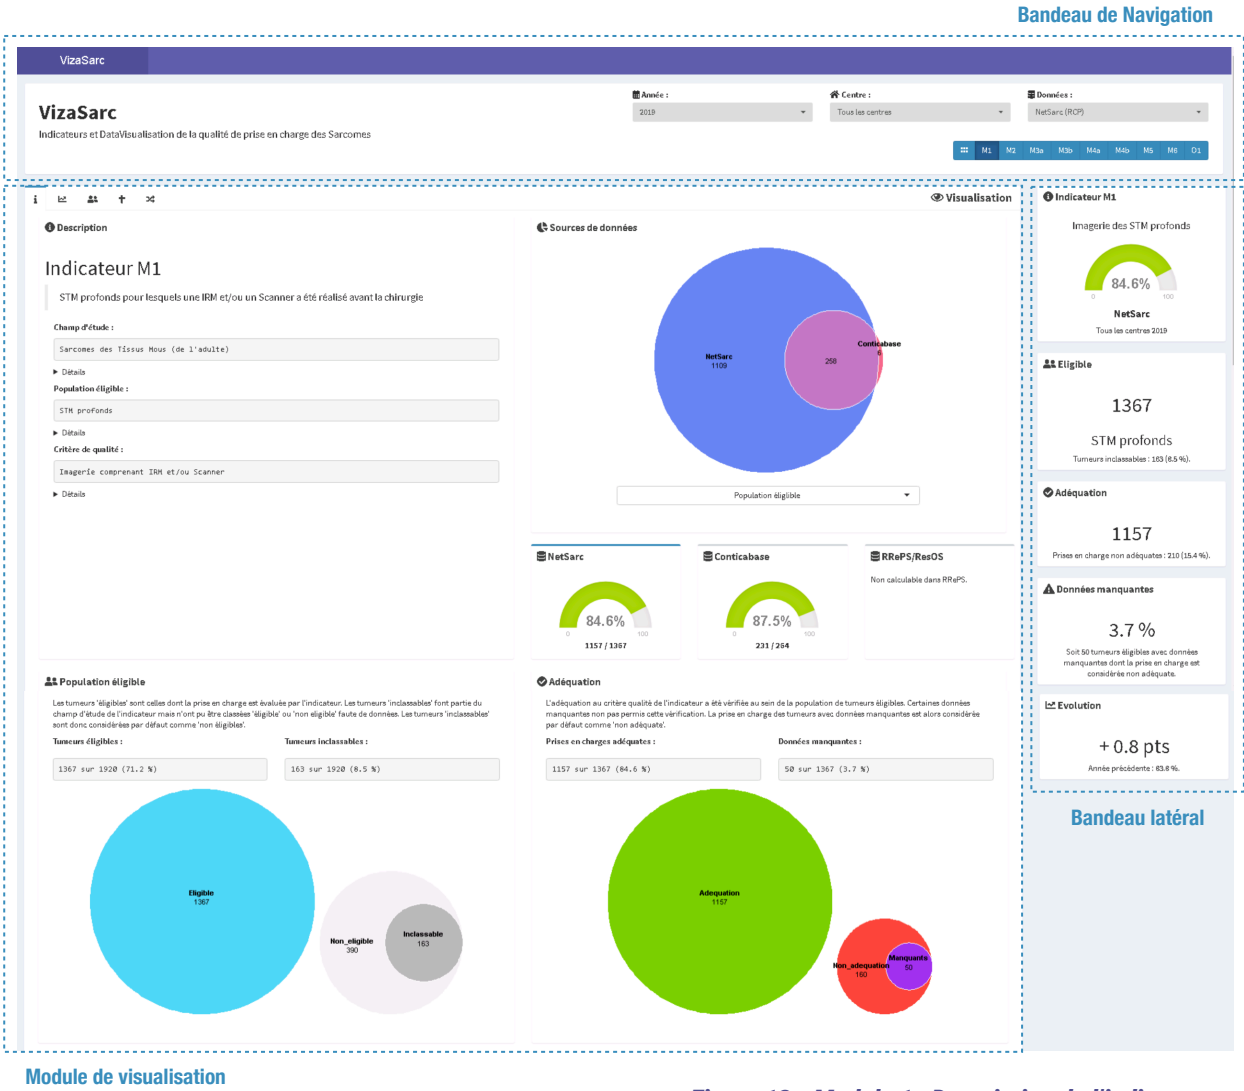 Bandeau de Navigation
VizaSarc
VizaSarc
Indicateurs et DataVisualisation de la qualité de prise en charge des Sarcomes
Année :
2019
Centre :
Tous les centres
Données :
NetSarc (RCP)
M1 M2 M3a M3b M4a M4b M5 M6 D1
Visualisation
Description
Indicateur M1
STM profonds pour lesquels une IRM et/ou un Scanner a été réalisé avant la chirurgie
Champ d'étude :
Sarcomes des Tissus Mous (de l'adulte)
Détails
Population éligible :
STM profonds
Détails
Critère de qualité :
Imagerie comprenant IRM et/ou Scanner
Détails
Sources de données
NetSarc
1109
258
Conticabase
6
Population éligible
NetSarc
84.6%
0 100
1157 / 1367
Conticabase
87.5%
0 100
231 / 264
RRePS/ResOS
Non calculable dans RRePS.
Population éligible
Les tumeurs 'éligibles' sont celles dont la prise en charge est évaluée par l'indicateur. Les tumeurs 'inclassables' font partie du
champ d'étude de l'indicateur mais n'ont pu être classées 'éligible' ou 'non eligible' faute de données. Les tumeurs 'inclassables'
sont donc considérées par défaut comme 'non éligibles'.
Tumeurs éligibles :
1367 sur 1920 (71.2 %)
Tumeurs inclassables :
163 sur 1920 (8.5 %)
Eligible
1367
Non_eligible
390
Inclassable
163
Adéquation
L'adéquation au critère qualité de l'indicateur a été vérifiée au sein de la population de tumeurs éligibles. Certaines données
manquantes non pas permis cette vérification. La prise en charge des tumeurs avec données manquantes est alors considérée
par défaut comme 'non adéquate'.
Prises en charges adéquates :
1157 sur 1367 (84.6 %)
Données manquantes :
50 sur 1367 (3.7 %)
Adequation
1157
Non_adequation
160
Manquants
50
Indicateur M1
Imagerie des STM profonds
84.6%
0 100
NetSarc
Tous les centres 2019
Eligible
1367
STM profonds
Tumeurs inclassables : 163 (8.5 %).
Adéquation
1157
Prises en charge non adéquates : 210 (15.4 %).
Données manquantes
3.7 %
Soit 50 tumeurs éligibles avec données
manquantes dont la prise en charge est
considérée non adéquate.
Evolution
+ 0.8 pts
Année précédente : 83.8 %.
Bandeau latéral
Module de visualisation